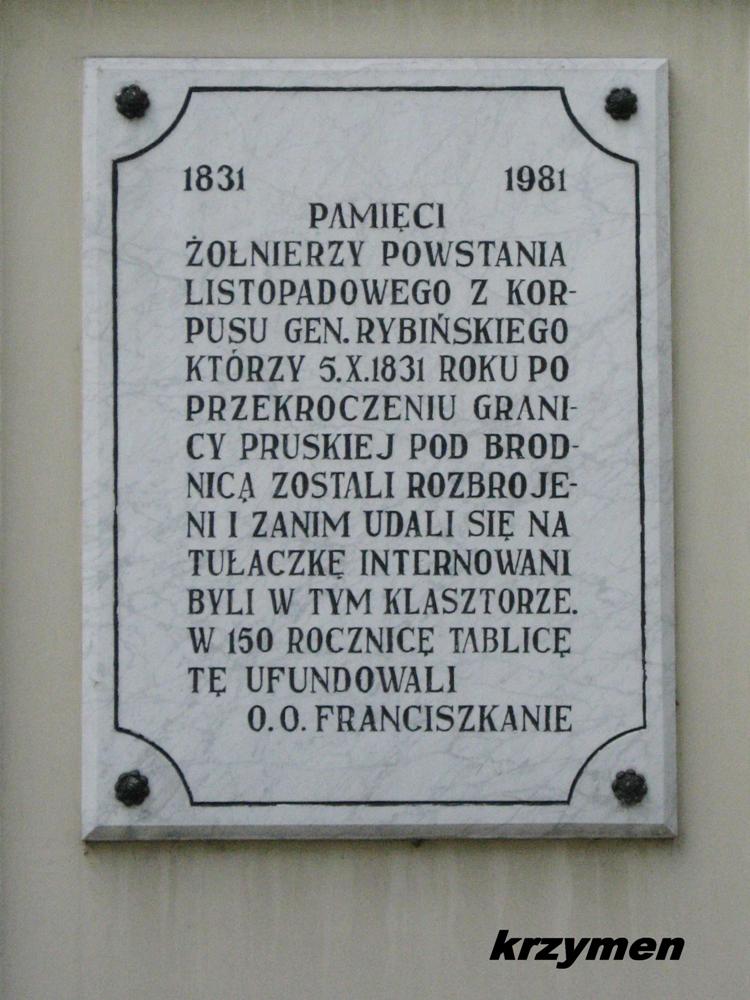 1831 1981
PAMIĘCI
ŻOŁNIERZY POWSTANIA
LISTOPADOWEGO Z KOR-
PUSU GEN. RYBIŃSKIEGO
KTÓRZY 5.X.1831 ROKU PO
PRZEKROCZENIU GRANI-
CY PRUSKIEJ POD BROD-
NICĄ ZOSTALI ROZBROJE-
NI I ZANIM UDALI SIĘ NA
TUŁACZKĘ INTERNOWANI
BYLI W TYM KLASZTORZE.
W 150 ROCZNICĘ TABLICĘ
TĘ UFUNDOWALI
O.O. FRANCISZKANIE
krzymen